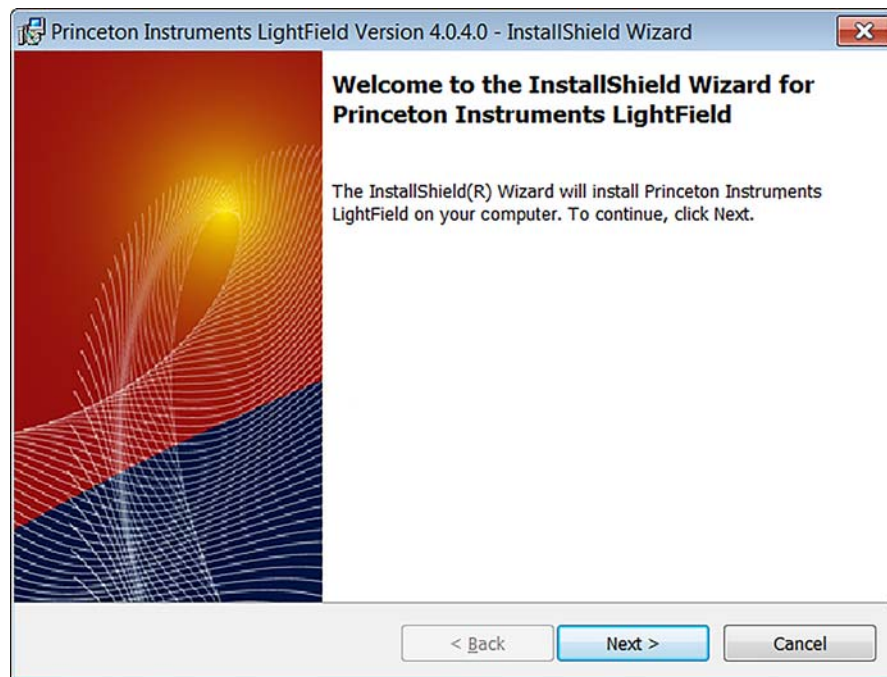 Princeton Instruments LightField Version 4.0.4.0 - InstallShield Wizard
Welcome to the InstallShield Wizard for
Princeton Instruments LightField
The InstallShield(R) Wizard will install Princeton Instruments
LightField on your computer. To continue, click Next.
< Back Next > Cancel